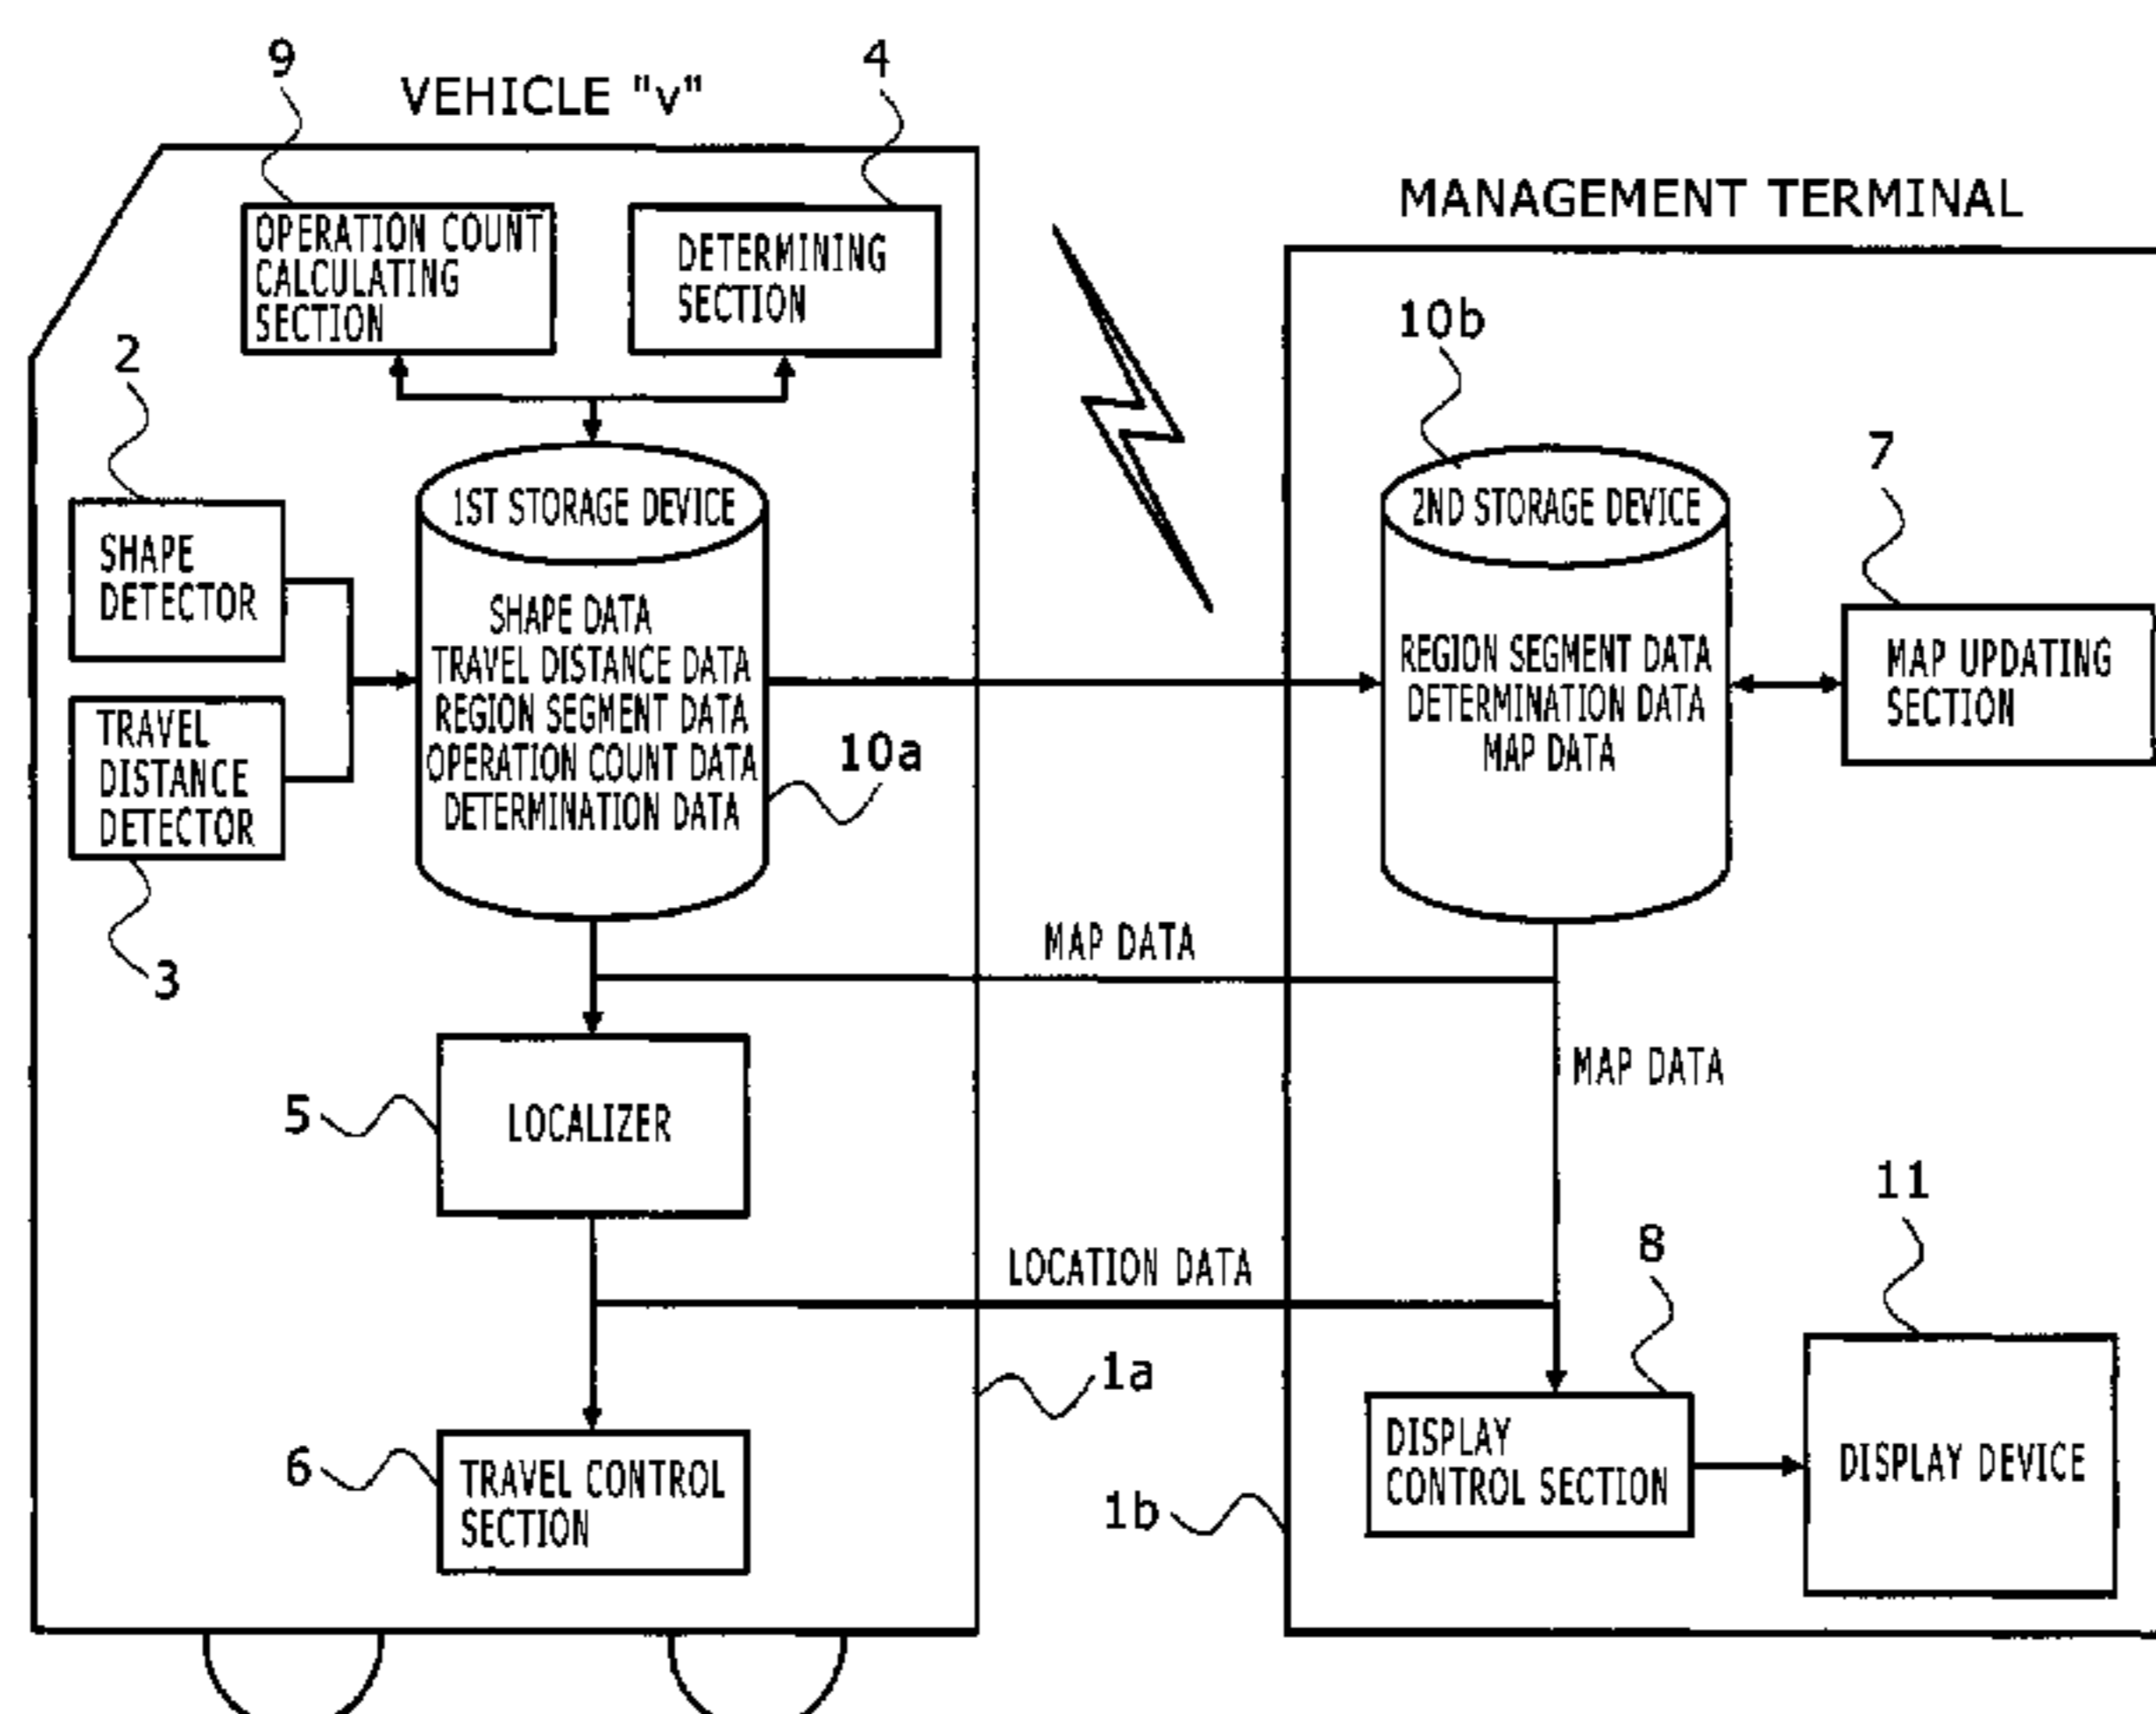 9
4
VEHICLE "v"
MANAGEMENT TERMINAL
OPERATION COUNT
CALCULATING
SECTION
DETERMINING
SECTION
10b
2
7
1ST STORAGE DEVICE
2ND STORAGE DEVICE
SHAPE
DETECTOR
SHAPE DATA
TRAVEL DISTANCE DATA
REGION SEGMENT DATA
OPERATION COUNT DATA
DETERMINATION DATA
REGION SEGMENT DATA
DETERMINATION DATA
MAP DATA
MAP UPDATING
SECTION
TRAVEL
DISTANCE
DETECTOR
10a
3
MAP DATA
MAP DATA
5
LOCALIZER
11
8
LOCATION DATA
1a
6
TRAVEL CONTROL
SECTION
1b
DISPLAY
CONTROL SECTION
DISPLAY DEVICE